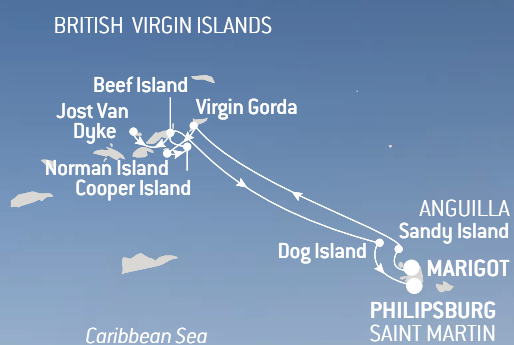 BRITISH VIRGIN ISLANDS
Beef Island
Jost Van
Dyke
Virgin Gorda
Norman Island
Cooper Island
ANGUILLA
Sandy Island
Dog Island
MARIGOT
PHILIPSBURG
SAINT MARTIN
Caribbean Sea